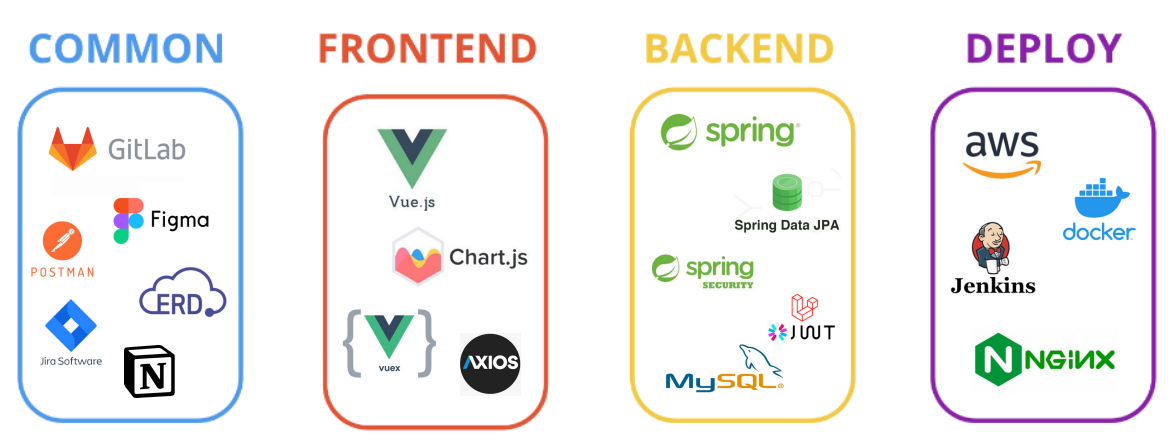 COMMON
GitLab
Figma
POSTMAN
ERD
Jira Software
N
FRONTEND
Vue.js
Chart.js
vuex
AXIOS
BACKEND
spring
Spring Data JPA
spring
SECURITY
JWT
MySQL
DEPLOY
aws
docker
Jenkins
N NGINX